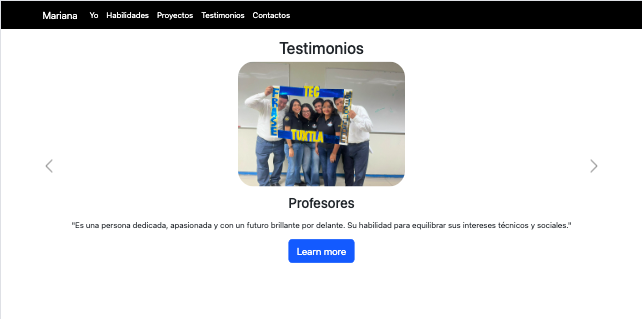 Mariana Yo Habilidades Proyectos Testimonios Contactos
Testimonios
TEC
TUXTLA
Profesores
"Es una persona dedicada, apasionada y con un futuro brillante por delante. Su habilidad para equilibrar sus intereses técnicos y sociales."
Learn more